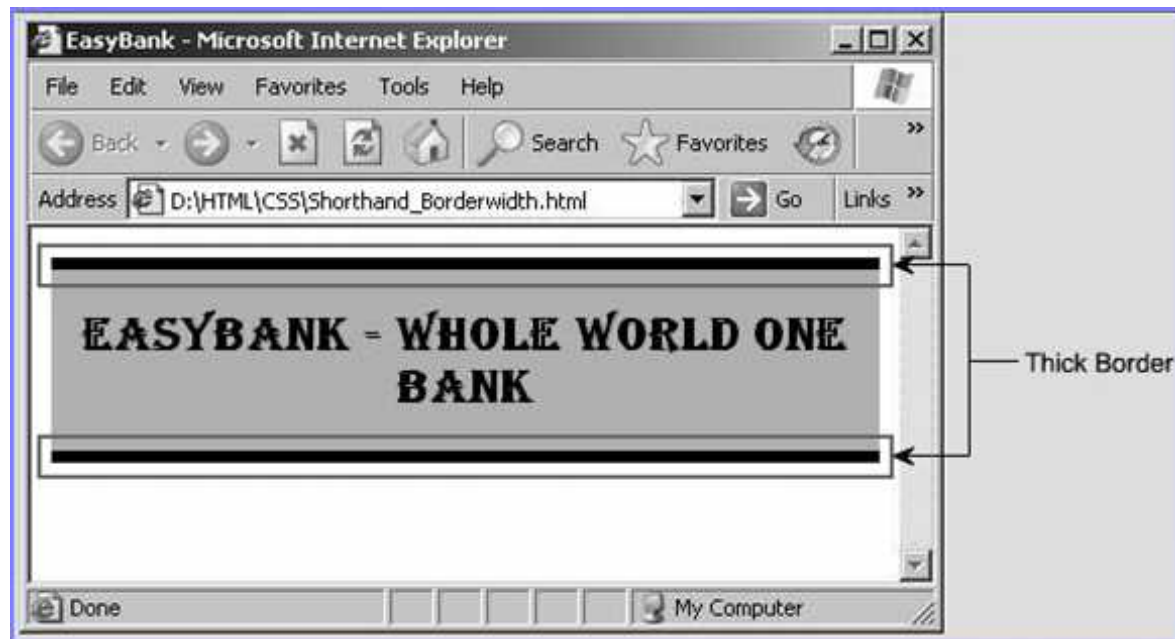 EasyBank - Microsoft Internet Explorer
File Edit View Favorites Tools Help
Back Search Favorites »
Address D:\HTML\CSS\Shorthand_Borderwidth.html Go Links »
EASYBANK - WHOLE WORLD ONE
BANK
Thick Border
Done My Computer